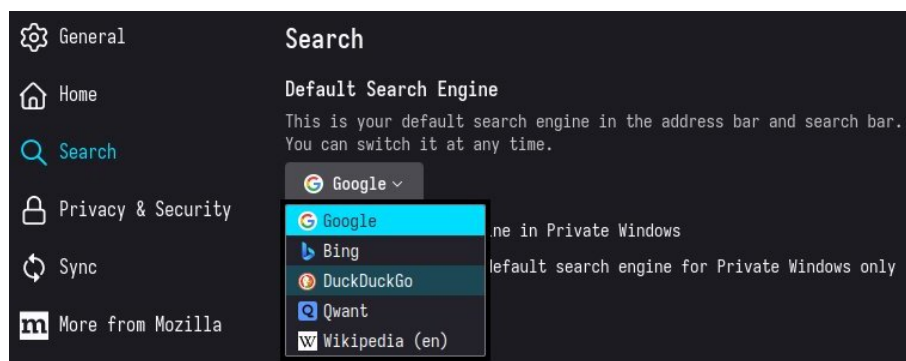 General
Home
Search
Privacy & Security
Sync
m More from Mozilla
Search
Default Search Engine
This is your default search engine in the address bar and search bar.
You can switch it at any time.
Google
Google
Bing
DuckDuckGo
Q Qwant
W Wikipedia (en)
ne in Private Windows
default search engine for Private Windows only